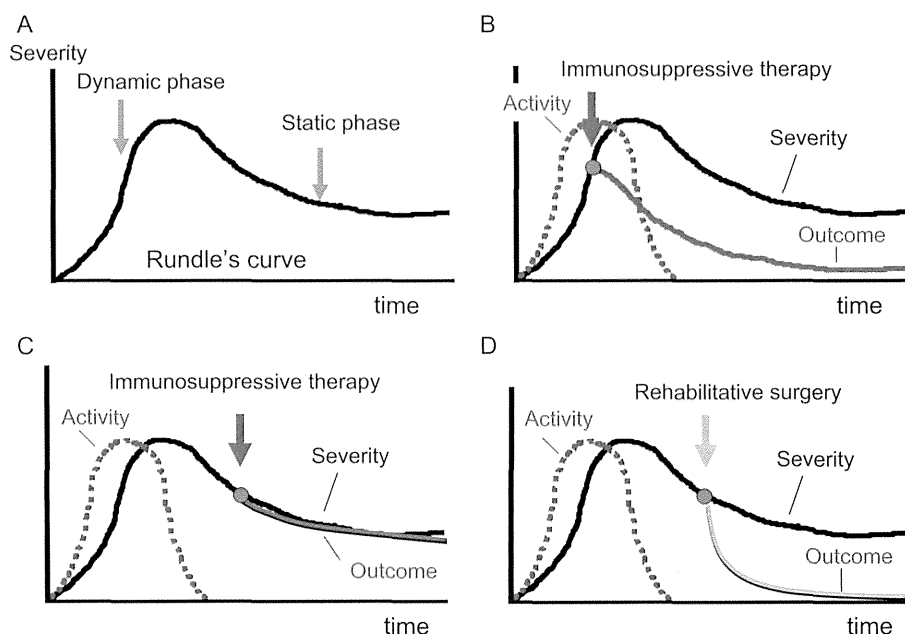 A
Severity
Dynamic phase
Static phase
Rundle's curve
time
B
Immunosuppressive therapy
Activity
Severity
Outcome
time
C
Immunosuppressive therapy
Activity
Severity
Outcome
time
D
Rehabilitative surgery
Activity
Severity
Outcome
time